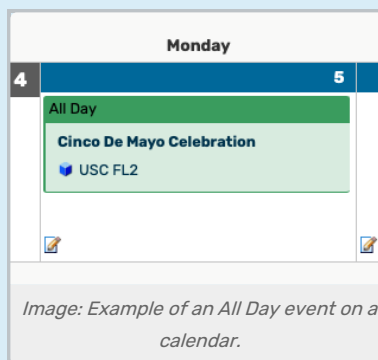 Monday
4
5
All Day
Cinco De Mayo Celebration
USC FL2
Image: Example of an All Day event on a
calendar.